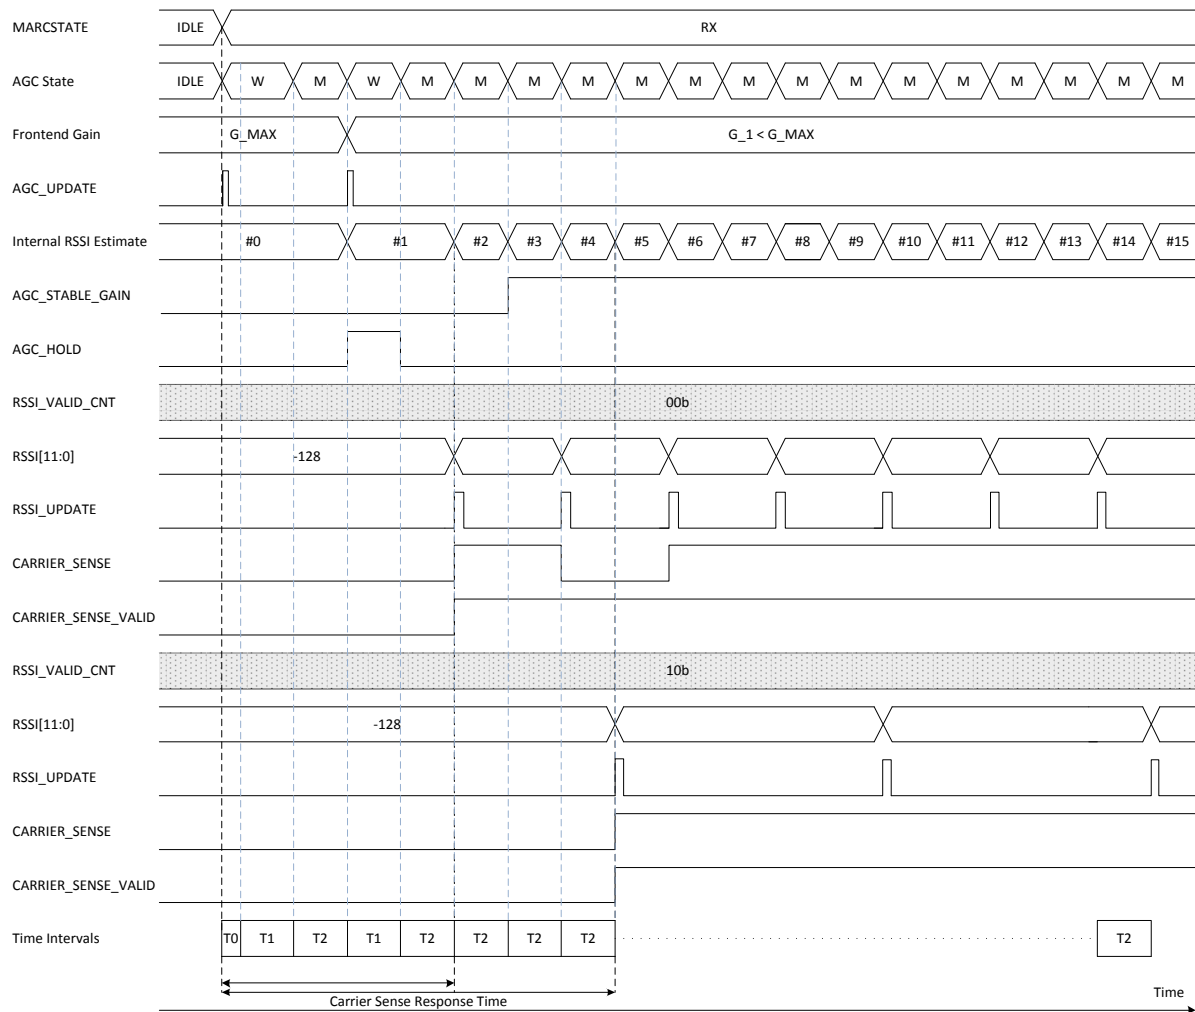 MARCSTATE IDLE RX
AGC State IDLE W M W M M M M M M M M M M M M M M
Frontend Gain G_MAX G_1 < G_MAX
AGC_UPDATE
Internal RSSI Estimate #0 #1 #2 #3 #4 #5 #6 #7 #8 #9 #10 #11 #12 #13 #14 #15
AGC_STABLE_GAIN
AGC_HOLD
RSSI_VALID_CNT 00b
RSSI[11:0] -128
RSSI_UPDATE
CARRIER_SENSE
CARRIER_SENSE_VALID
RSSI_VALID_CNT 10b
RSSI[11:0] -128
RSSI_UPDATE
CARRIER_SENSE
CARRIER_SENSE_VALID
Time Intervals T0 T1 T2 T1 T2 T2 T2 T2 T2
Carrier Sense Response Time
Time